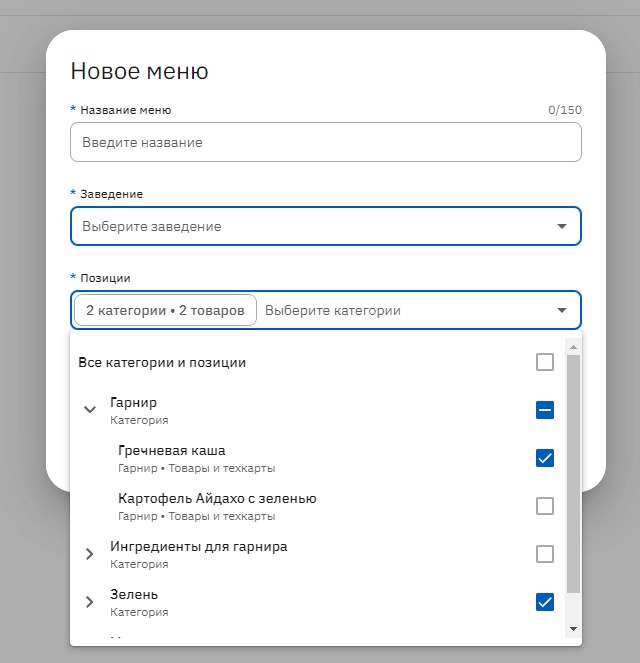 Новое меню
* Название меню 0/150
Введите название
* Заведение
Выберите заведение
* Позиции
2 категории • 2 товаров Выберите категории
Все категории и позиции
Гарнир
Категория
Гречневая каша
Гарнир • Товары и техкарты
Картофель Айдахо с зеленью
Гарнир • Товары и техкарты
Ингредиенты для гарнира
Категория
Зелень
Категория